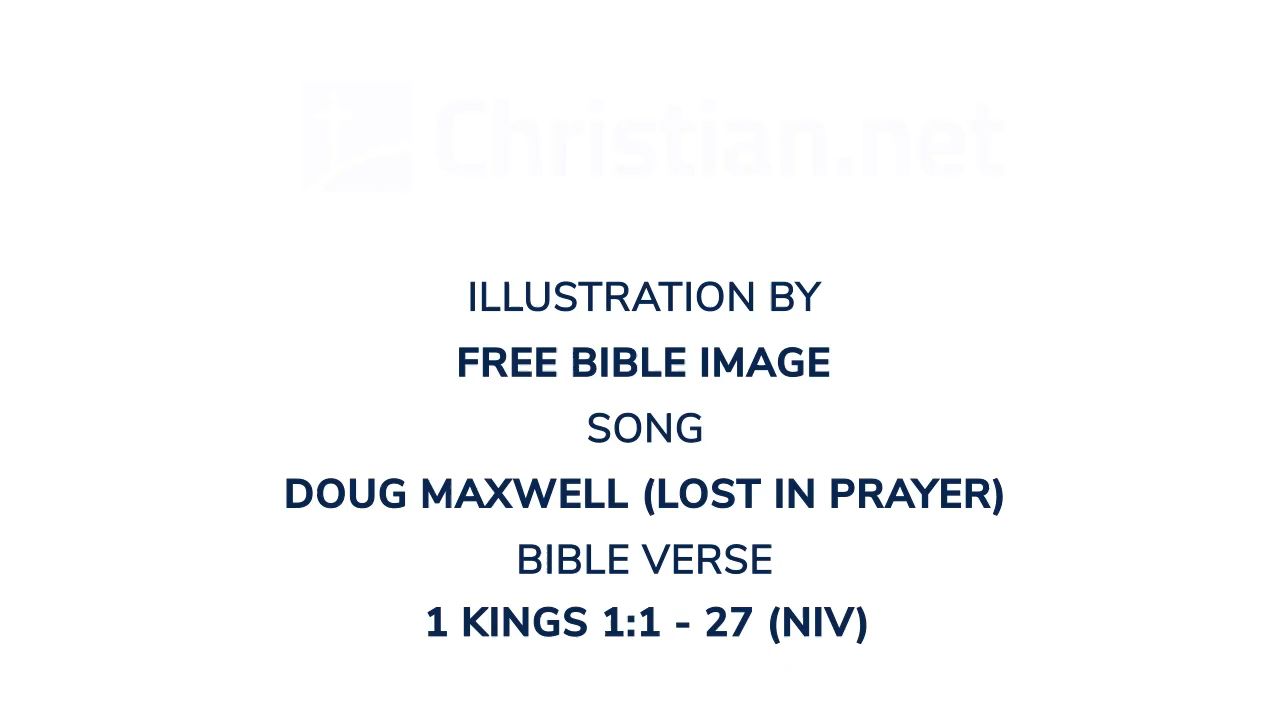 Christian.net
ILLUSTRATION BY
FREE BIBLE IMAGE
SONG
DOUG MAXWELL (LOST IN PRAYER)
BIBLE VERSE
1 KINGS 1:1 - 27 (NIV)